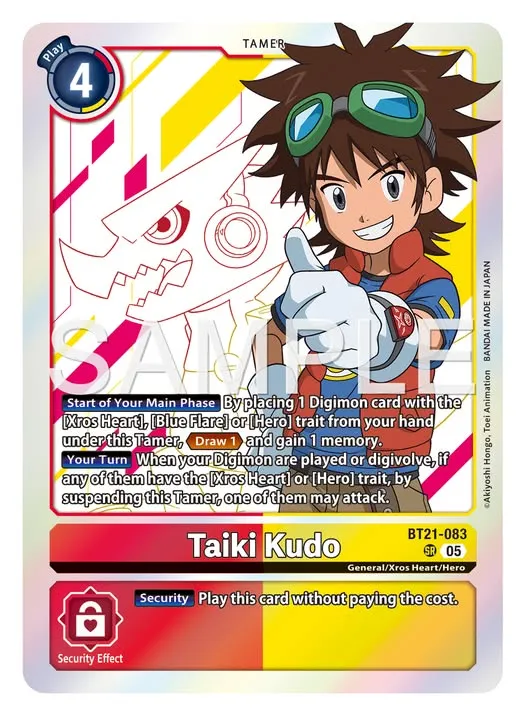 Play
4
TAMER
SAMPLE
Start of Your Main Phase By placing 1 Digimon card with the
[Xros Heart], [Blue Flare] or [Hero] trait from your hand
under this Tamer, Draw 1 and gain 1 memory.
Your Turn When your Digimon are played or digivolve, if
any of them have the [Xros Heart] or [Hero] trait, by
suspending this Tamer, one of them may attack.
©Akiyoshi Hongo, Toei Animation BANDAI MADE IN JAPAN
Taiki Kudo
BT21-083
SR 05
General/Xros Heart/Hero
Security Play this card without paying the cost.
Security Effect